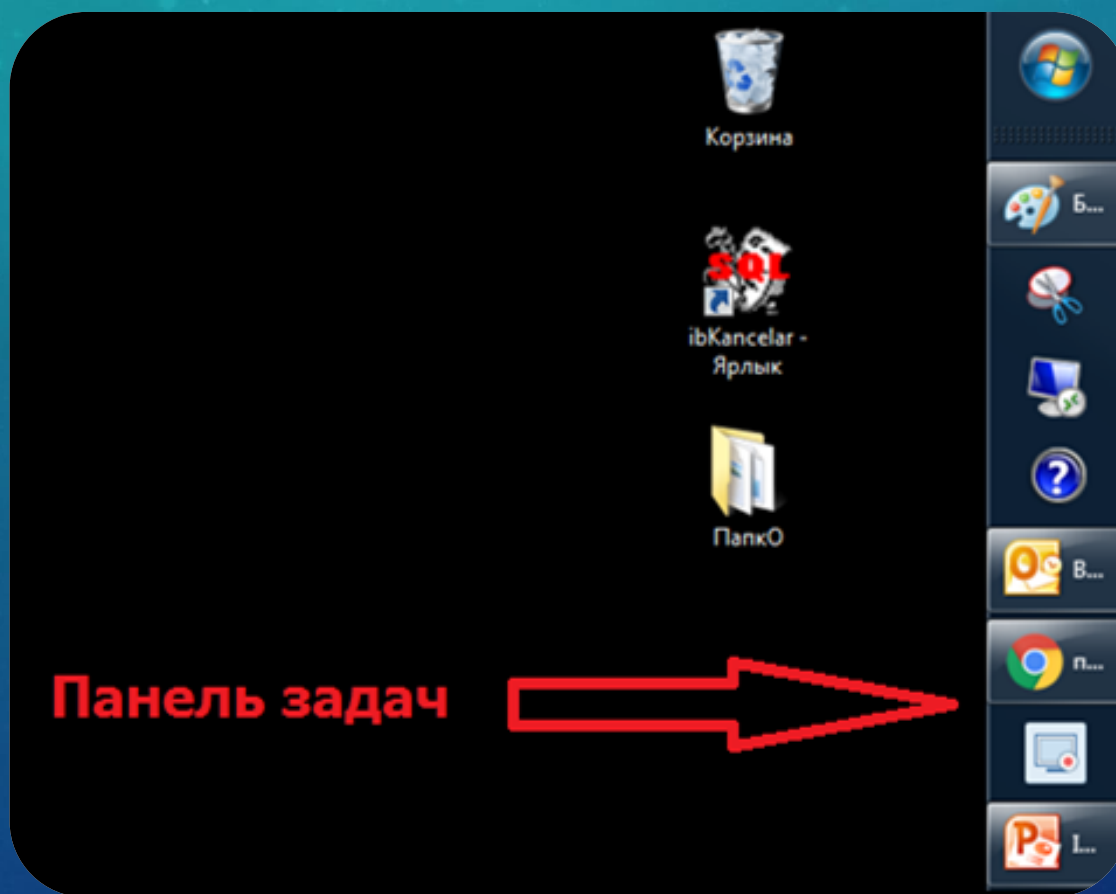 Корзина
Б...
SQL
ibKancelar -
Ярлык
ПапкО
В...
п...
Панель задач
I...